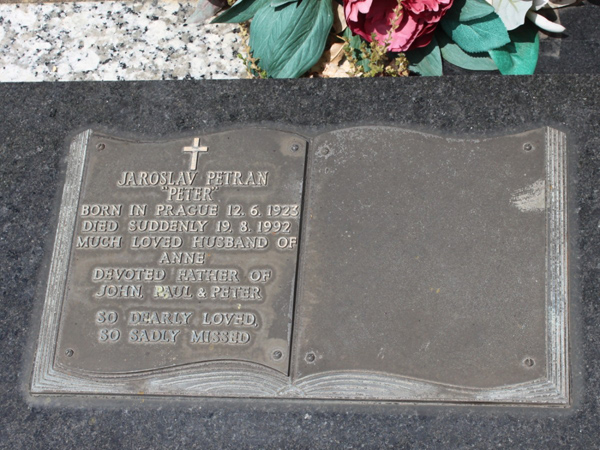 JAROSLAV PETRAN
"PETER"
BORN IN PRAGUE 12. 6. 1923
DIED SUDDENLY 19. 8. 1992
MUCH LOVED HUSBAND OF
ANNE
DEVOTED FATHER OF
JOHN, PAUL & PETER
SO DEARLY LOVED,
SO SADLY MISSED